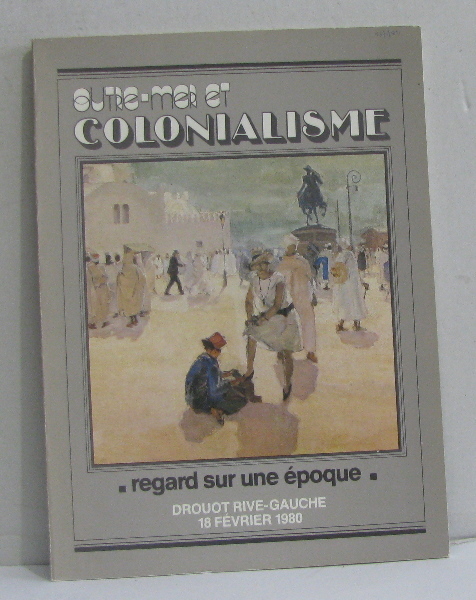 OUTRE-MER ET
COLONIALISME
. regard sur une époque .
DROUOT RIVE-GAUCHE
18 FÉVRIER 1980